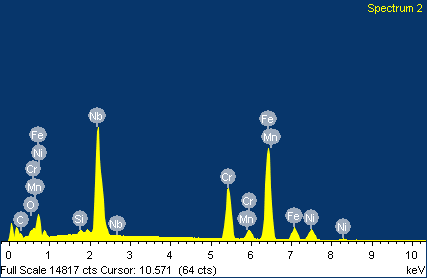 Spectrum 2
Nb
Fe
Fe
Mn
Ni
Cr
Cr
Cr
Mn
O
Mn
Fe
Ni
C
Si
Nb
Ni
0 1 2 3 4 5 6 7 8 9 10
Full Scale 14817 cts Cursor: 10.571 (64 cts) keV